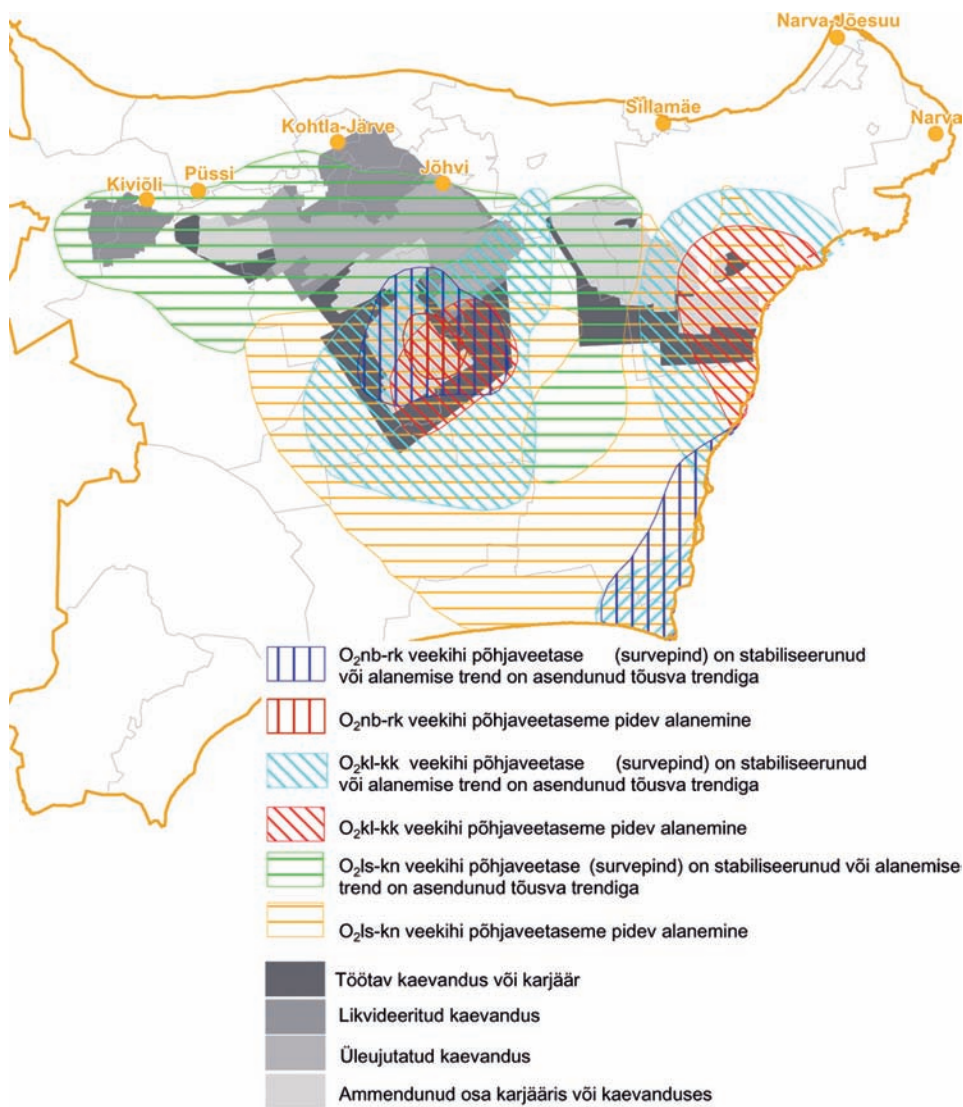 Narva-Jõesuu
Sillamäe
Narva
Kohtla-Järve
Jõhvi
Püssi
Kiviõli
O₂nb-rk veekihi põhjaveetase (survepind) on stabiliseerunud
või alanemise trend on asendunud tõusva trendiga
O₂nb-rk veekihi põhjaveetaseme pidev alanemine
O₂kl-kk veekihi põhjaveetase (survepind) on stabiliseerunud
või alanemise trend on asendunud tõusva trendiga
O₂kl-kk veekihi põhjaveetaseme pidev alanemine
O₂ls-kn veekihi põhjaveetase (survepind) on stabiliseerunud või alanemise
trend on asendunud tõusva trendiga
O₂ls-kn veekihi põhjaveetaseme pidev alanemine
Töötav kaevandus või karjäär
Likvideeritud kaevandus
Üleujutatud kaevandus
Ammendunud osa karjääris või kaevanduses